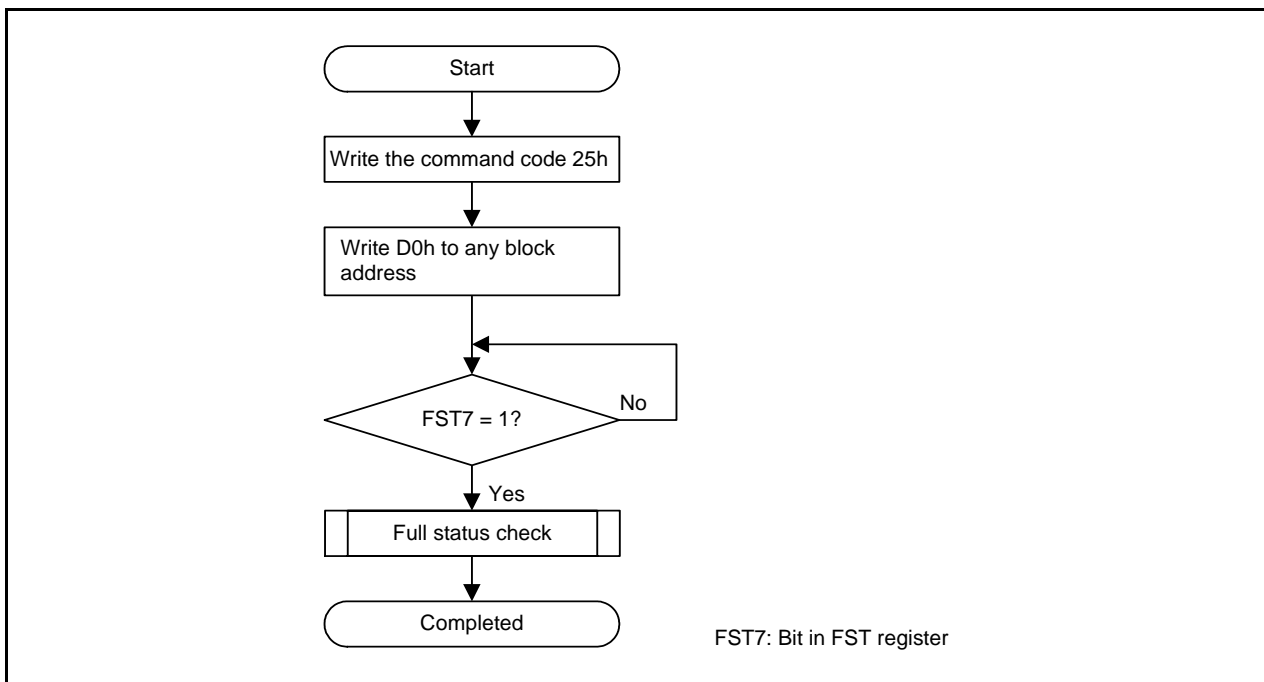 Start
Write the command code 25h
Write D0h to any block
address
No
FST7 = 1?
Yes
Full status check
Completed
FST7: Bit in FST register